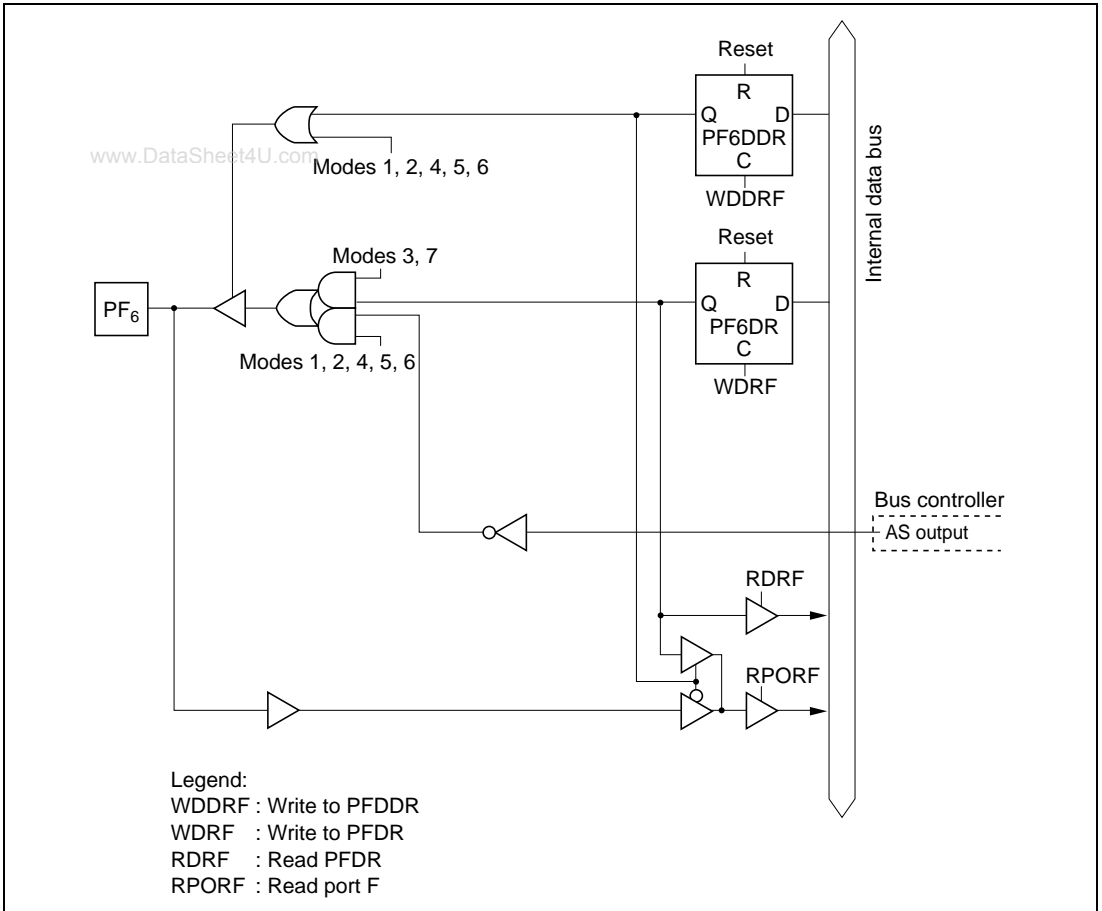 Reset
R
Q D
PF6DDR
C
WDDRF
www.DataSheet4U.com
Modes 1, 2, 4, 5, 6
Internal data bus
Reset
R
Q D
PF6DR
C
WDRF
Modes 3, 7
PF6
Modes 1, 2, 4, 5, 6
Bus controller
AS output
RDRF
RPORF
Legend:
WDDRF : Write to PFDDR
WDRF : Write to PFDR
RDRF : Read PFDR
RPORF : Read port F